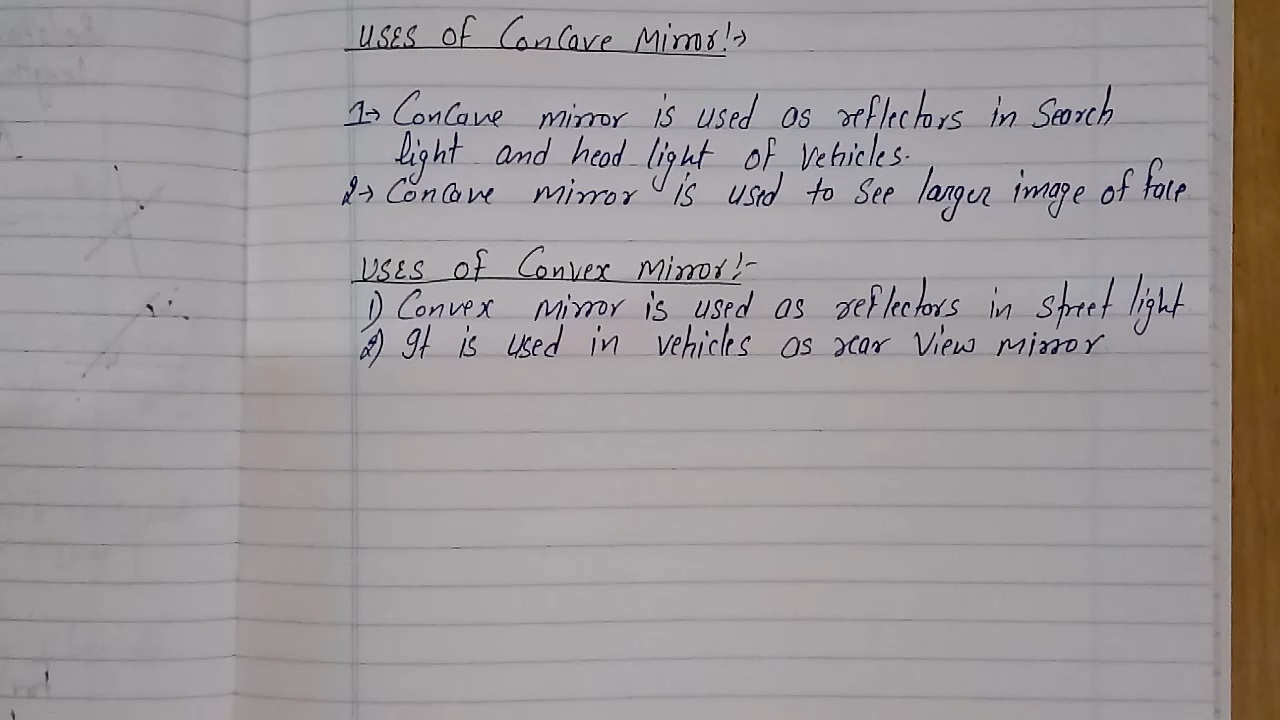 USES of Concave Mirror:→
1→ Concave mirror is used as reflectors in Search
light and head light of Vehicles.
2→ Concave mirror is used to See larger image of face
USES of Convex Mirror:-
1) Convex Mirror is used as reflectors in street light
2) It is used in vehicles as rear View mirror